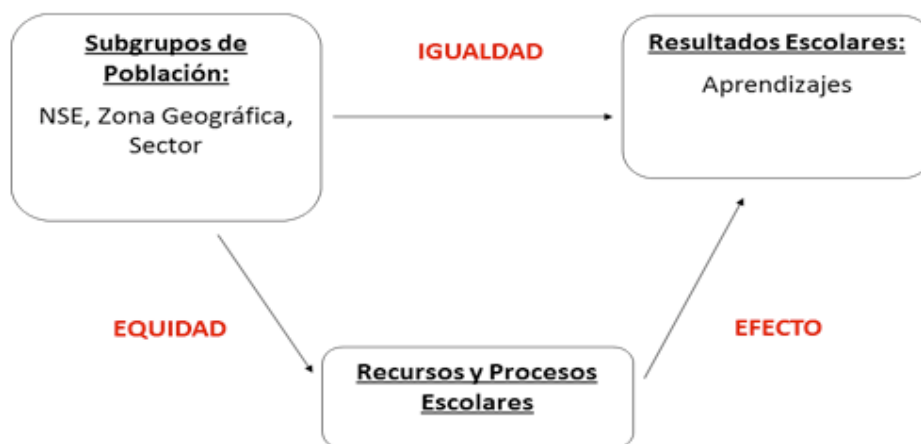 Subgrupos de
Población:
NSE, Zona Geográfica,
Sector
IGUALDAD
Resultados Escolares:
Aprendizajes
EQUIDAD
EFECTO
Recursos y Procesos
Escolares